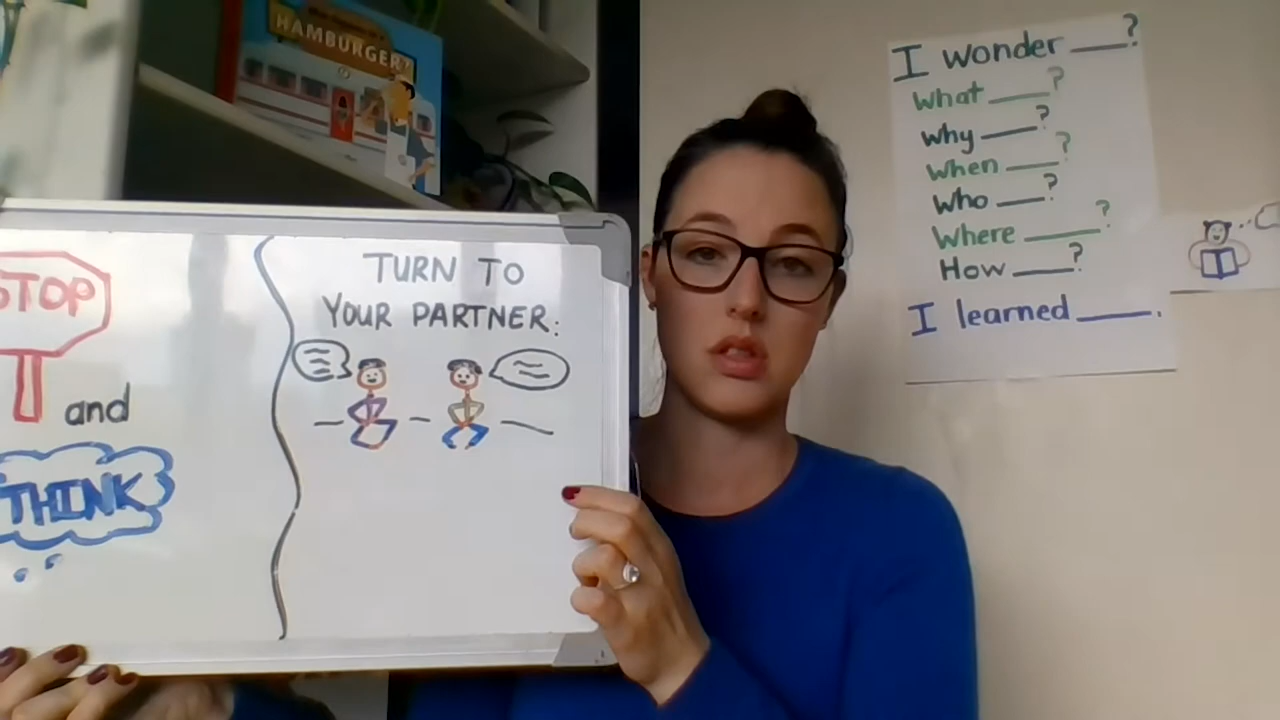 HAMBURGER?
STOP
and
THINK
TURN TO
YOUR PARTNER:
I wonder ___?
What ___?
Why ___?
When ___?
Who ___?
Where ___?
How ___?
I learned ___.